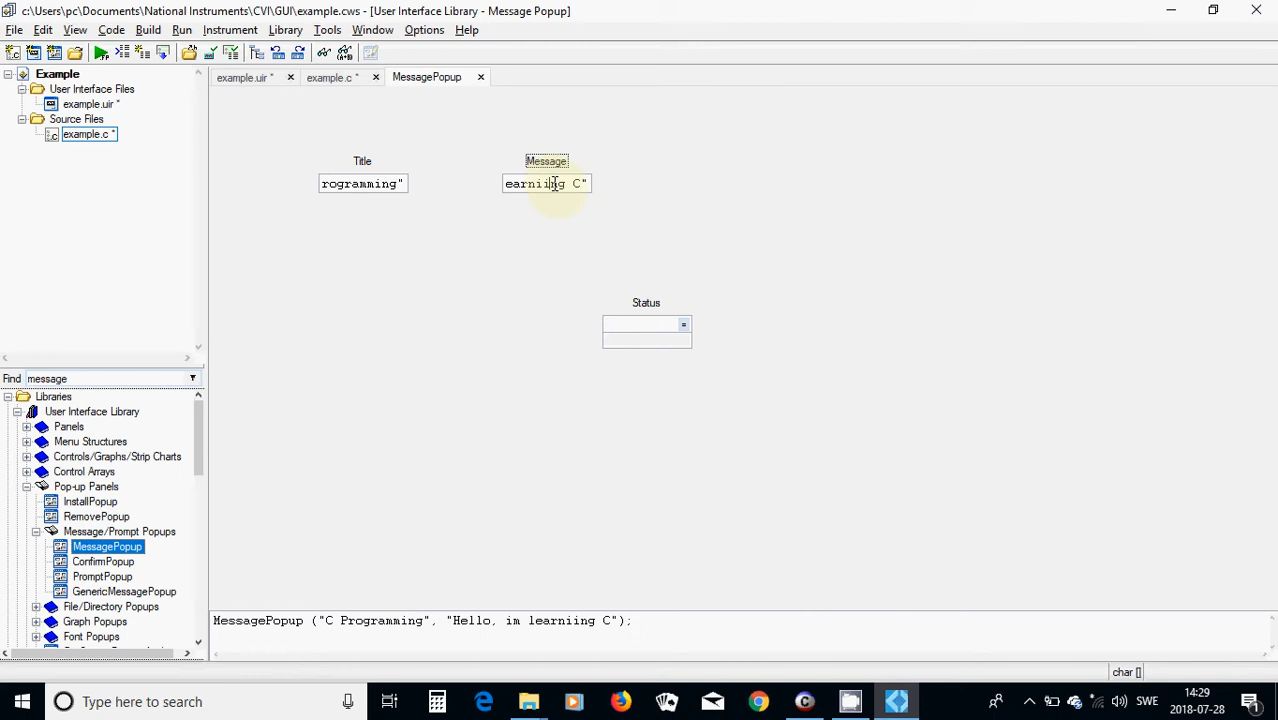 c:\Users\pc\Documents\National Instruments\CVI\GUI\example.cws - [User Interface Library - Message Popup]
File Edit View Code Build Run Instrument Library Tools Window Options Help
Example
User Interface Files
example.uir *
Source Files
example.c *
example.uir * example.c * MessagePopup
Title Message
rogramming" earniing C"
Status
Find message
Libraries
User Interface Library
Panels
Menu Structures
Controls/Graphs/Strip Charts
Control Arrays
Pop-up Panels
InstallPopup
RemovePopup
Message/Prompt Popups
MessagePopup
ConfirmPopup
PromptPopup
GenericMessagePopup
File/Directory Popups
Graph Popups
Font Popups
MessagePopup ("C Programming", "Hello, im learniing C");
char []
Type here to search
SWE
14:29
2018-07-28